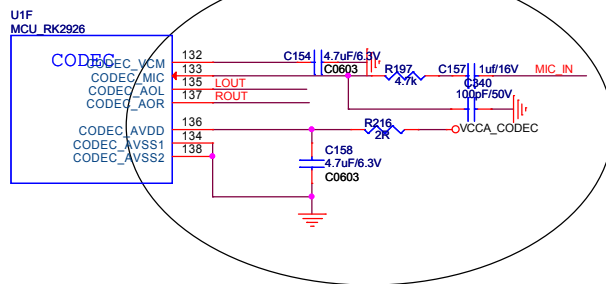 U1F
MCU_RK2926
CODEC
CODEC_VCM 132
CODEC_MIC 133
CODEC_AOL 135 LOUT
CODEC_AOR 137 ROUT
CODEC_AVDD 136
CODEC_AVSS1 134
CODEC_AVSS2 138
C154 4.7uF/6.3V
C0603
R197
4.7k
C157 1uf/16V
MIC_IN
C340
100pF/50V
R216
2R
VCCA_CODEC
C158
4.7uF/6.3V
C0603